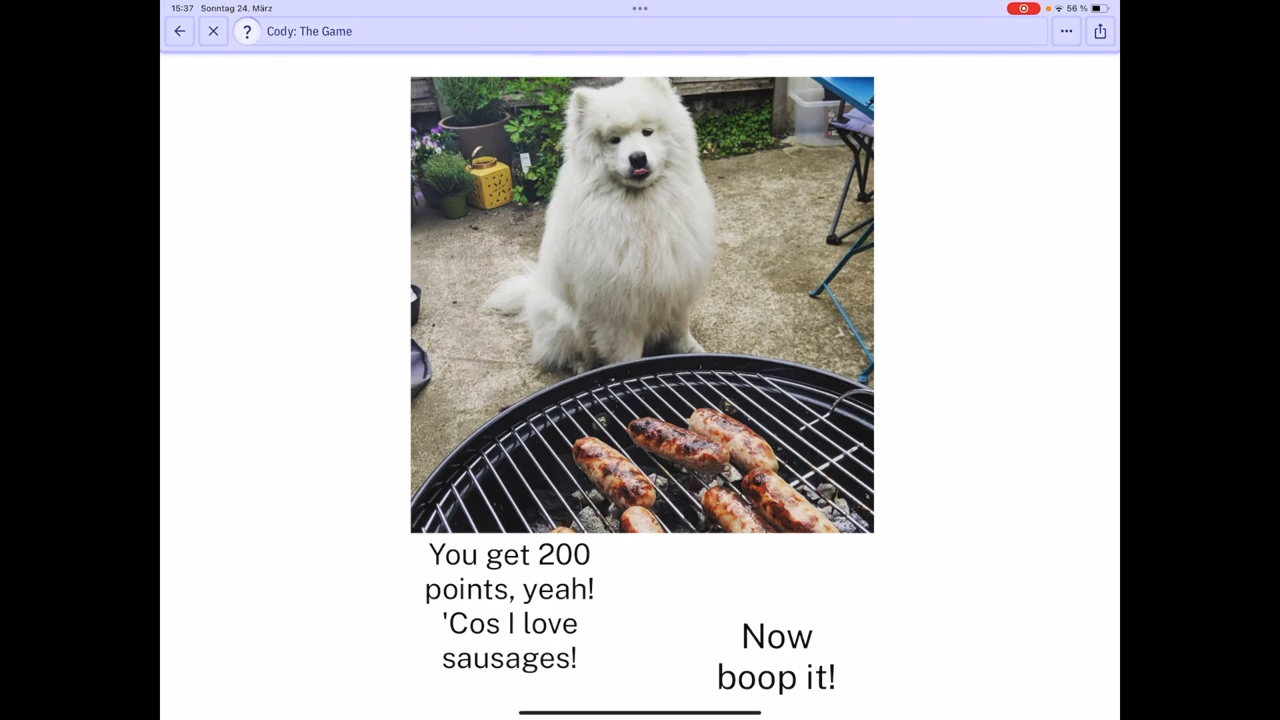 15:37 Sonntag 24. März
56 %
? Cody: The Game
You get 200
points, yeah!
'Cos I love
sausages!
Now
boop it!